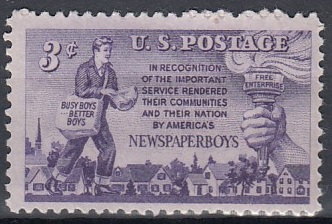 3¢
U.S. POSTAGE
IN RECOGNITION
OF THE IMPORTANT
SERVICE RENDERED
THEIR COMMUNITIES
AND THEIR NATION
BY AMERICA'S
NEWSPAPERBOYS
BUSY BOYS
BETTER
BOYS
FREE
ENTERPRISE